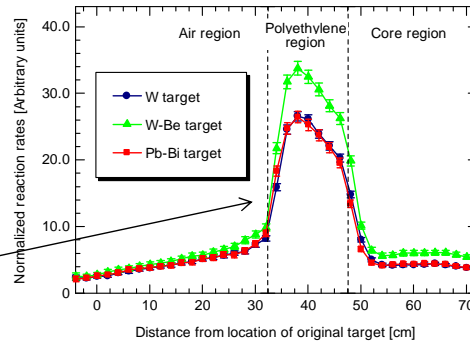 Normalized reaction rates [Arbitrary units]
40.0
30.0
20.0
10.0
0
Air region
Polyethylene
region
Core region
W target
W-Be target
Pb-Bi target
0 10 20 30 40 50 60 70
Distance from location of original target [cm]